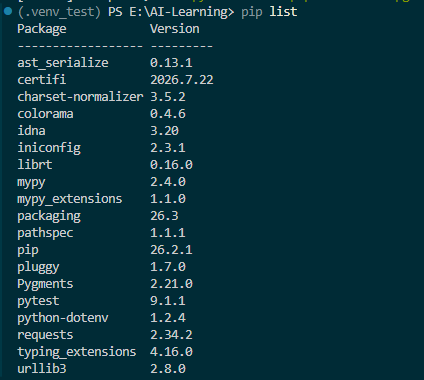 (.venv_test) PS E:\AI-Learning> pip list
Package            Version
------------------ ---------
ast_serialize      0.13.1
certifi            2026.7.22
charset-normalizer 3.5.2
colorama           0.4.6
idna               3.20
iniconfig          2.3.1
librt              0.16.0
mypy               2.4.0
mypy_extensions    1.1.0
packaging          26.3
pathspec           1.1.1
pip                26.2.1
pluggy             1.7.0
Pygments           2.21.0
pytest             9.1.1
python-dotenv      1.2.4
requests           2.34.2
typing_extensions  4.16.0
urllib3            2.8.0